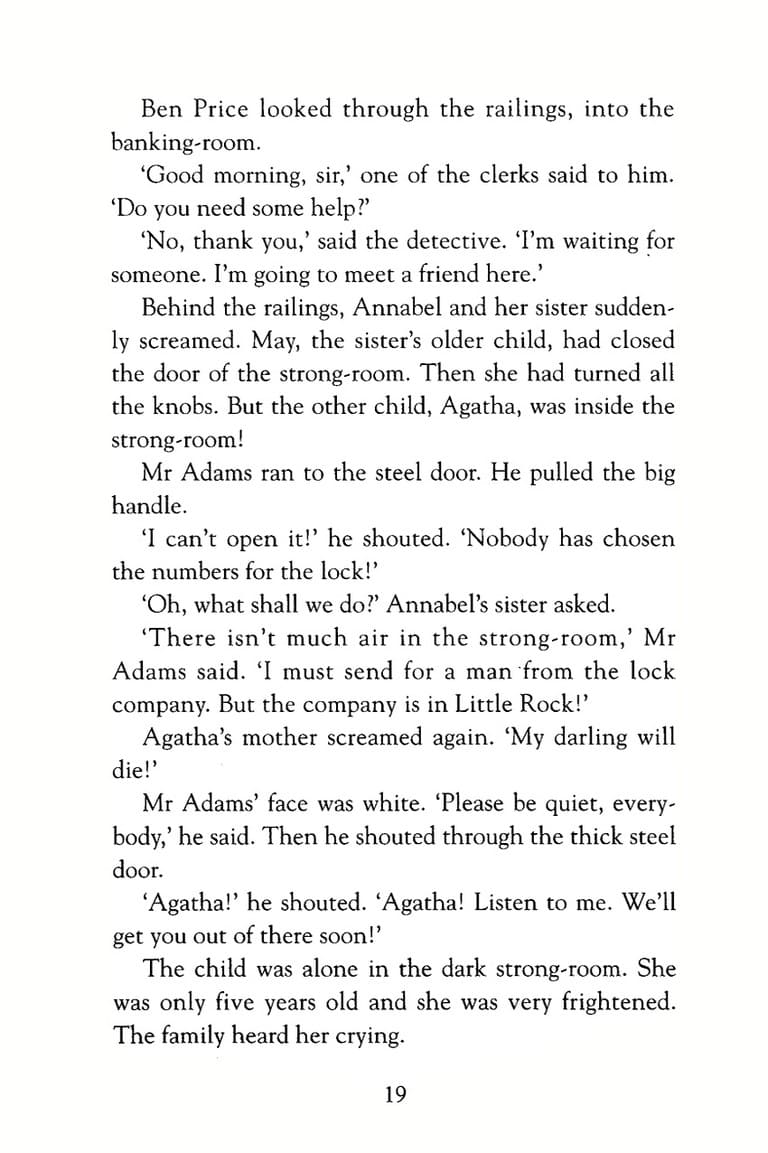 Ben Price looked through the railings, into the
banking-room.
‘Good morning, sir,’ one of the clerks said to him.
‘Do you need some help?’
‘No, thank you,’ said the detective. ‘I’m waiting for
someone. I’m going to meet a friend here.’
Behind the railings, Annabel and her sister sudden-
ly screamed. May, the sister’s older child, had closed
the door of the strong-room. Then she had turned all
the knobs. But the other child, Agatha, was inside the
strong-room!
Mr Adams ran to the steel door. He pulled the big
handle.
‘I can’t open it!’ he shouted. ‘Nobody has chosen
the numbers for the lock!’
‘Oh, what shall we do?’ Annabel’s sister asked.
‘There isn’t much air in the strong-room,’ Mr
Adams said. ‘I must send for a man from the lock
company. But the company is in Little Rock!’
Agatha’s mother screamed again. ‘My darling will
die!’
Mr Adams’ face was white. ‘Please be quiet, every-
body,’ he said. Then he shouted through the thick steel
door.
‘Agatha!’ he shouted. ‘Agatha! Listen to me. We’ll
get you out of there soon!’
The child was alone in the dark strong-room. She
was only five years old and she was very frightened.
The family heard her crying.
19